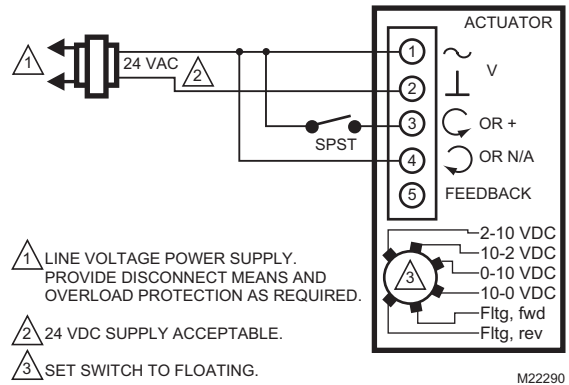 ACTUATOR
1
24 VAC
2
1
V
2
3
OR +
SPST
4
OR N/A
5
FEEDBACK
2-10 VDC
10-2 VDC
0-10 VDC
10-0 VDC
Fltg, fwd
Fltg, rev
3
1 LINE VOLTAGE POWER SUPPLY.
PROVIDE DISCONNECT MEANS AND
OVERLOAD PROTECTION AS REQUIRED.
2 24 VDC SUPPLY ACCEPTABLE.
3 SET SWITCH TO FLOATING.
M22290